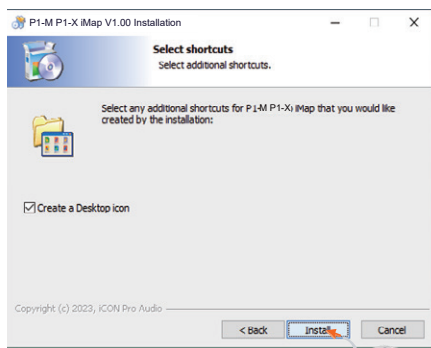 P1-M P1-X iMap V1.00 Installation
Select shortcuts
Select additional shortcuts.
Select any additional shortcuts for P1-M P1-X iMap that you would like
created by the installation:
Create a Desktop icon
Copyright (c) 2023, iCON Pro Audio
< Back Install Cancel